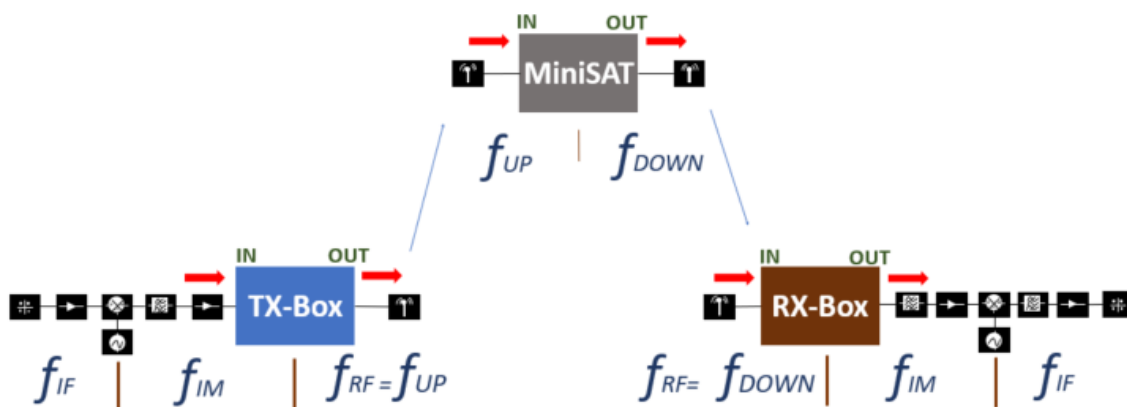 IN OUT
MiniSAT
fUP fDOWN
IN OUT IN OUT
TX-Box RX-Box
fIF fIM fRF = fUP fRF= fDOWN fIM fIF